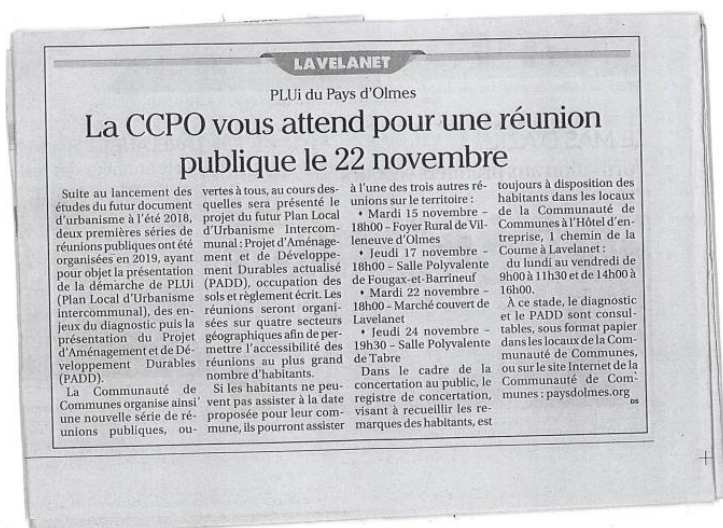 LAVELANET
PLUi du Pays d'Olmes
La CCPO vous attend pour une réunion
publique le 22 novembre
Suite au lancement des
études du futur document
d'urbanisme à l'été 2018,
deux premières séries de
réunions publiques ont été
organisées en 2019, ayant
pour objet la présentation
de la démarche de PLUi
(Plan Local d'Urbanisme
intercommunal), des en-
jeux du diagnostic puis la
présentation du Projet
d'Aménagement et de Dé-
veloppement Durables
(PADD).
La Communauté de
Communes organise ainsi
une nouvelle série de ré-
unions publiques, ou-
vertes à tous, au cours des-
quelles sera présenté le
projet du futur Plan Local
d'Urbanisme Intercom-
munal : Projet d'Aménage-
ment et de Développe-
ment Durables actualisé
(PADD), occupation des
sols et règlement écrit. Les
réunions seront organi-
sées sur quatre secteurs
géographiques afin de per-
mettre l'accessibilité des
réunions au plus grand
nombre d'habitants.
Si les habitants ne peu-
vent pas assister à la date
proposée pour leur com-
mune, ils pourront assister
à l'une des trois autres ré-
unions sur le territoire :
• Mardi 15 novembre –
18h00 – Foyer Rural de Vil-
leneuve d'Olmes
• Jeudi 17 novembre –
18h00 – Salle Polyvalente
de Fougax-et-Barrineuf
• Mardi 22 novembre –
18h00 – Marché couvert de
Lavelanet
• Jeudi 24 novembre –
19h30 – Salle Polyvalente
de Tabre
Dans le cadre de la
concertation au public, le
registre de concertation,
visant à recueillir les re-
marques des habitants, est
toujours à disposition des
habitants dans les locaux
de la Communauté de
Communes à l'Hôtel d'en-
treprise, 1 chemin de la
Coume à Lavelanet :
du lundi au vendredi de
9h00 à 11h30 et de 14h00 à
16h00.
À ce stade, le diagnostic
et le PADD sont consul-
tables, sous format papier
dans les locaux de la Com-
munauté de Communes,
ou sur le site Internet de la
Communauté de Com-
munes : paysdolmes.org
DS